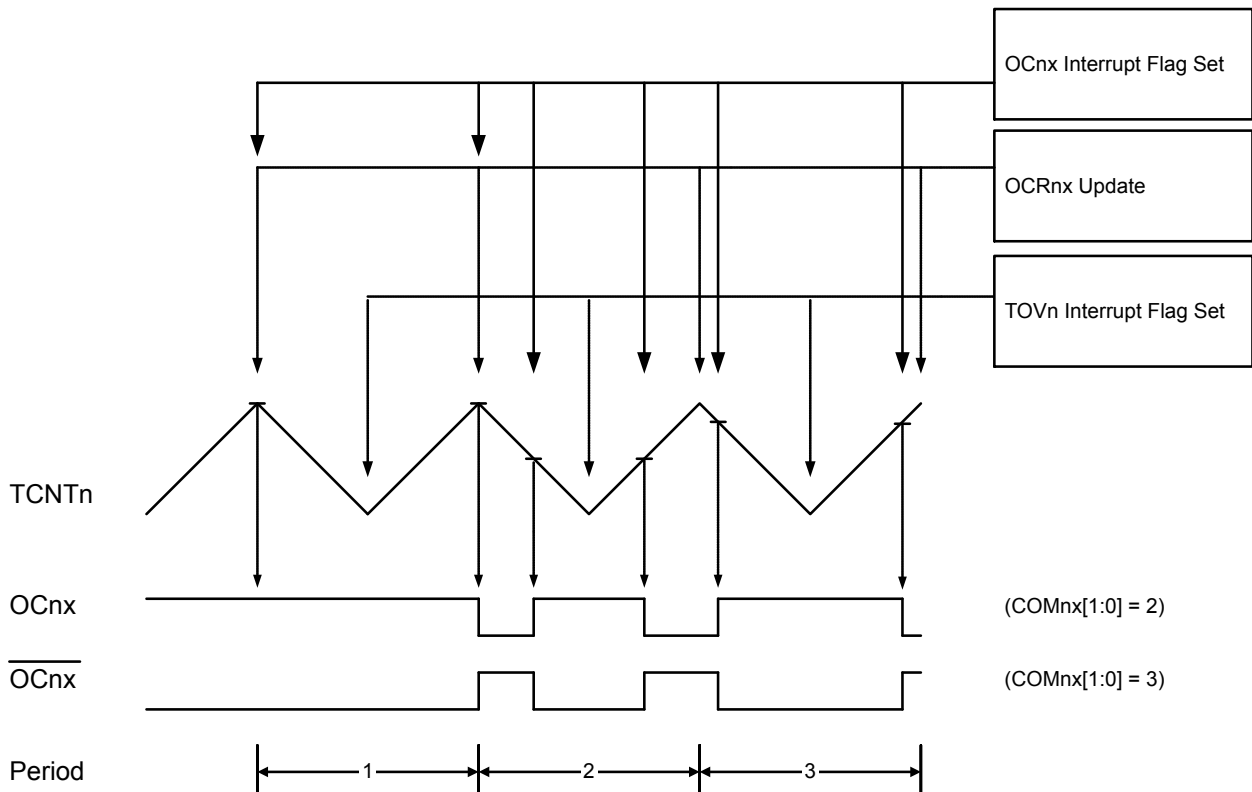 OCnx Interrupt Flag Set
OCRnx Update
TOVn Interrupt Flag Set
TCNTn
OCnx
(COMnx[1:0] = 2)
OCnx
(COMnx[1:0] = 3)
Period
1
2
3